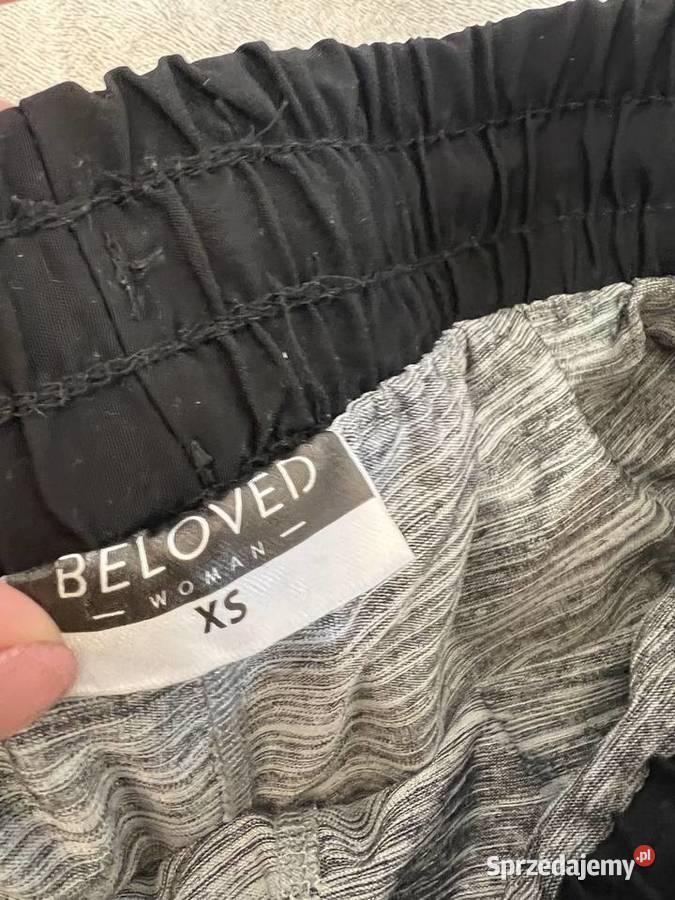 BELOVED
— WOMAN —
XS
Sprzedajemy.pl